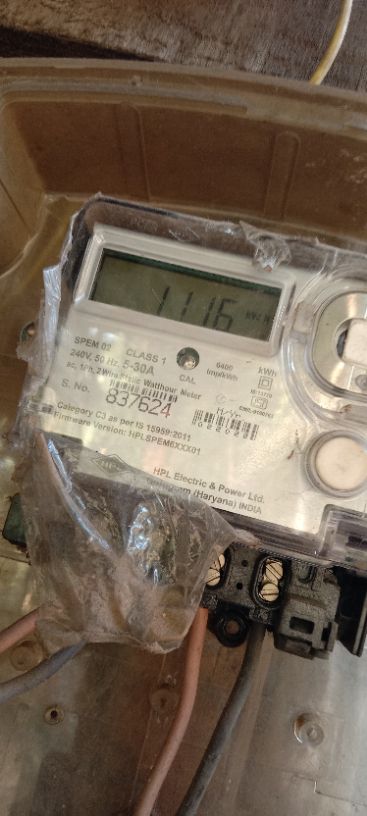 1116
SPEM 02 CLASS 1
240V, 50 Hz, 5-30A
ac, 1Ph, 2 Wire Static Watthour Meter
CAL
6400
imp/kWh
kWh
S. No. 837624
Category C3 as per IS 15959:2011
Firmware Version: HPLSPEM6XXX01
HPL Electric & Power Ltd.
(Haryana) INDIA